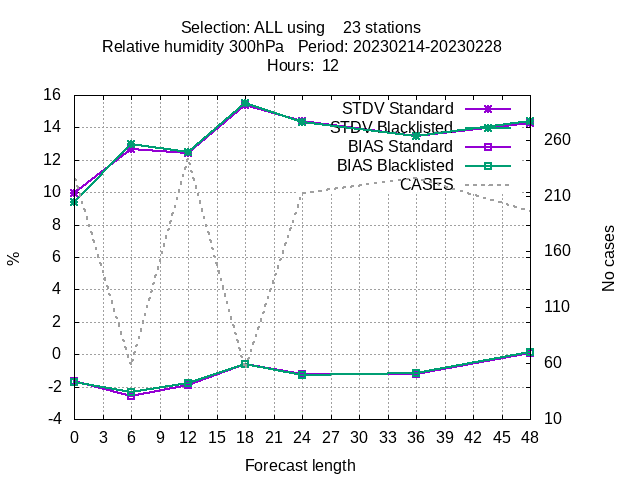 Selection: ALL using    23 stations
Relative humidity 300hPa   Period: 20230214-20230228
Hours:  12
STDV Standard
STDV Blacklisted
BIAS Standard
BIAS Blacklisted
CASES
16
14
12
10
8
6
4
2
0
-2
-4
%
260
210
160
110
60
10
No cases
0 3 6 9 12 15 18 21 24 27 30 33 36 39 42 45 48
Forecast length